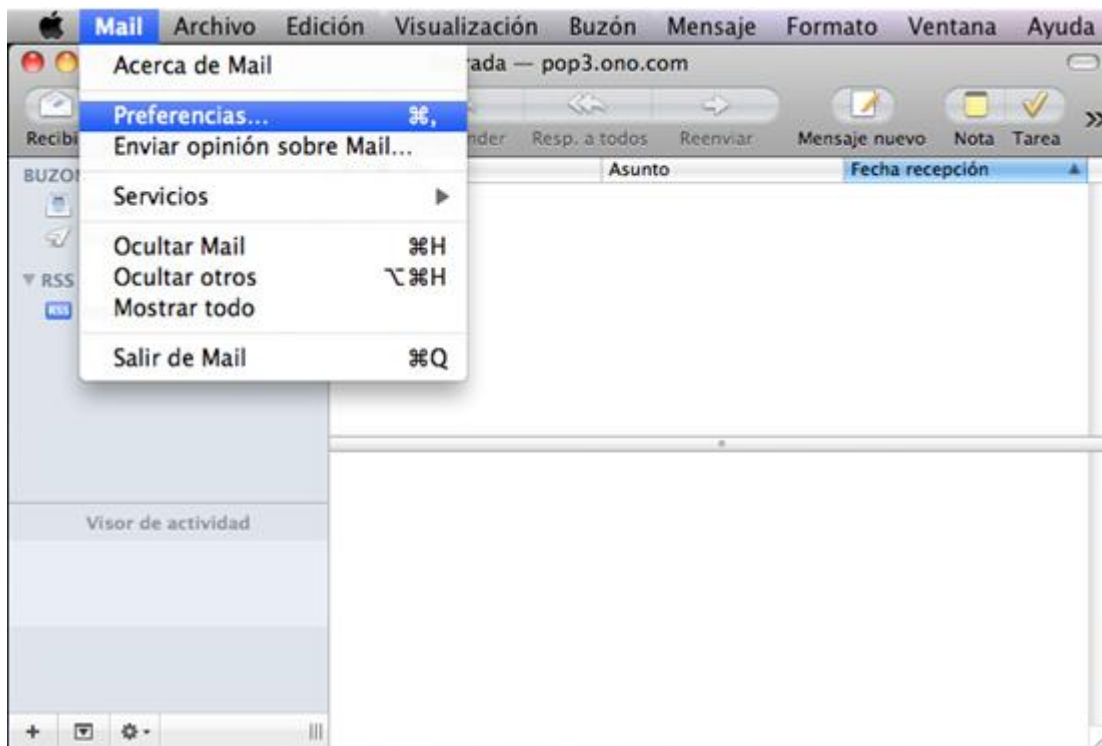 Mail Archivo Edición Visualización Buzón Mensaje Formato Ventana Ayuda
Acerca de Mail
Preferencias... ⌘,
Enviar opinión sobre Mail...
Servicios ▶
Ocultar Mail ⌘H
Ocultar otros ⌥⌘H
Mostrar todo
Salir de Mail ⌘Q
rada — pop3.ono.com
Recibi nder Resp. a todos Reenviar Mensaje nuevo Nota Tarea
Asunto Fecha recepción
BUZON
RSS
RSS
Visor de actividad